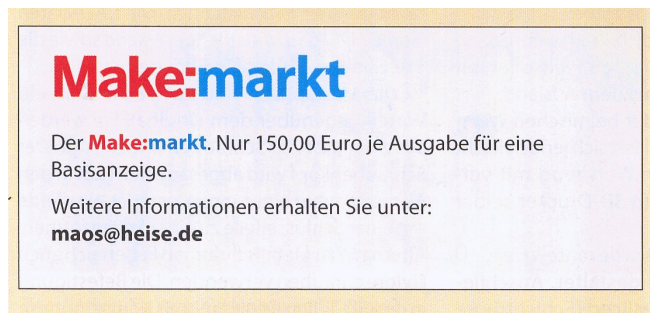 Make:markt
Der Make:markt. Nur 150,00 Euro je Ausgabe für eine
Basisanzeige.
Weitere Informationen erhalten Sie unter:
maos@heise.de